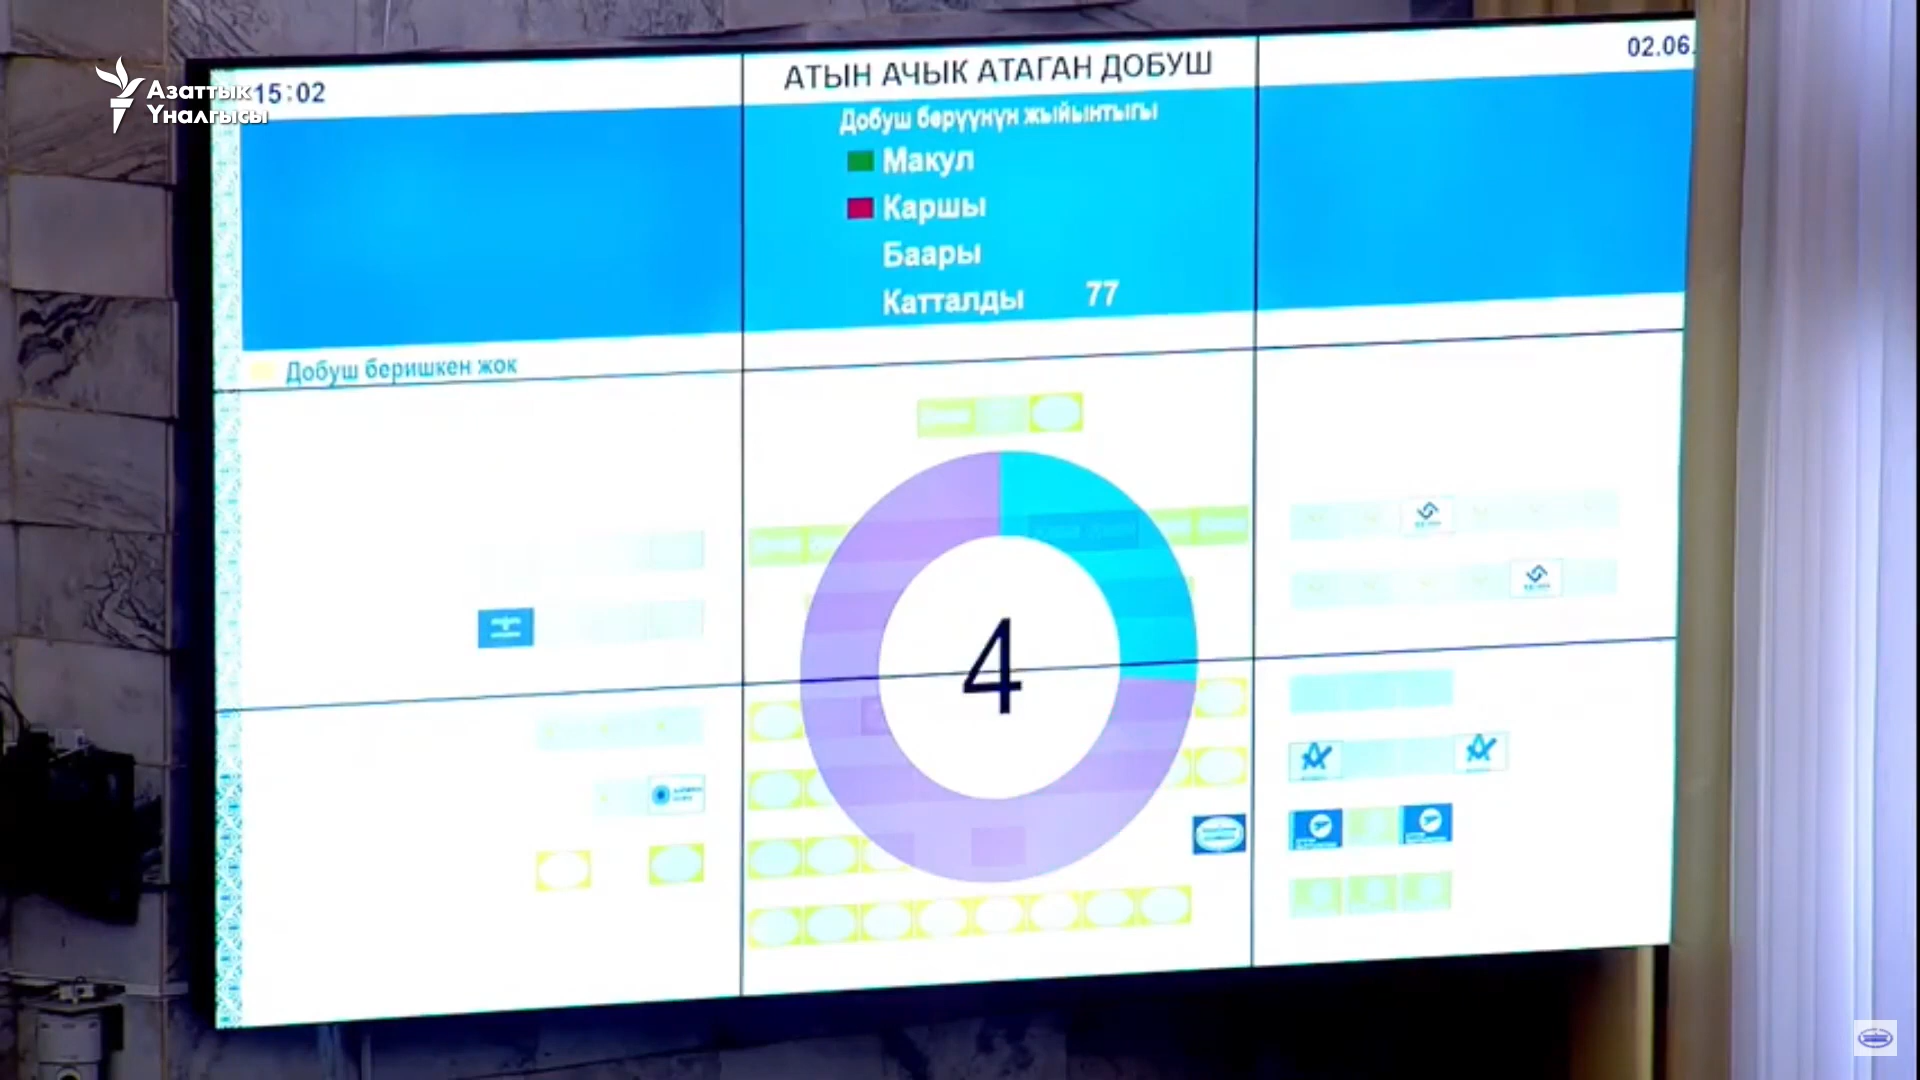 Азаттык
Үналгысы
15:02
АТЫН АЧЫК АТАГАН ДОБУШ
02.06.
Добуш берүүнүн жыйынтыгы
Макул
Каршы
Баары
Катталды 77
Добуш беришкен жок
4